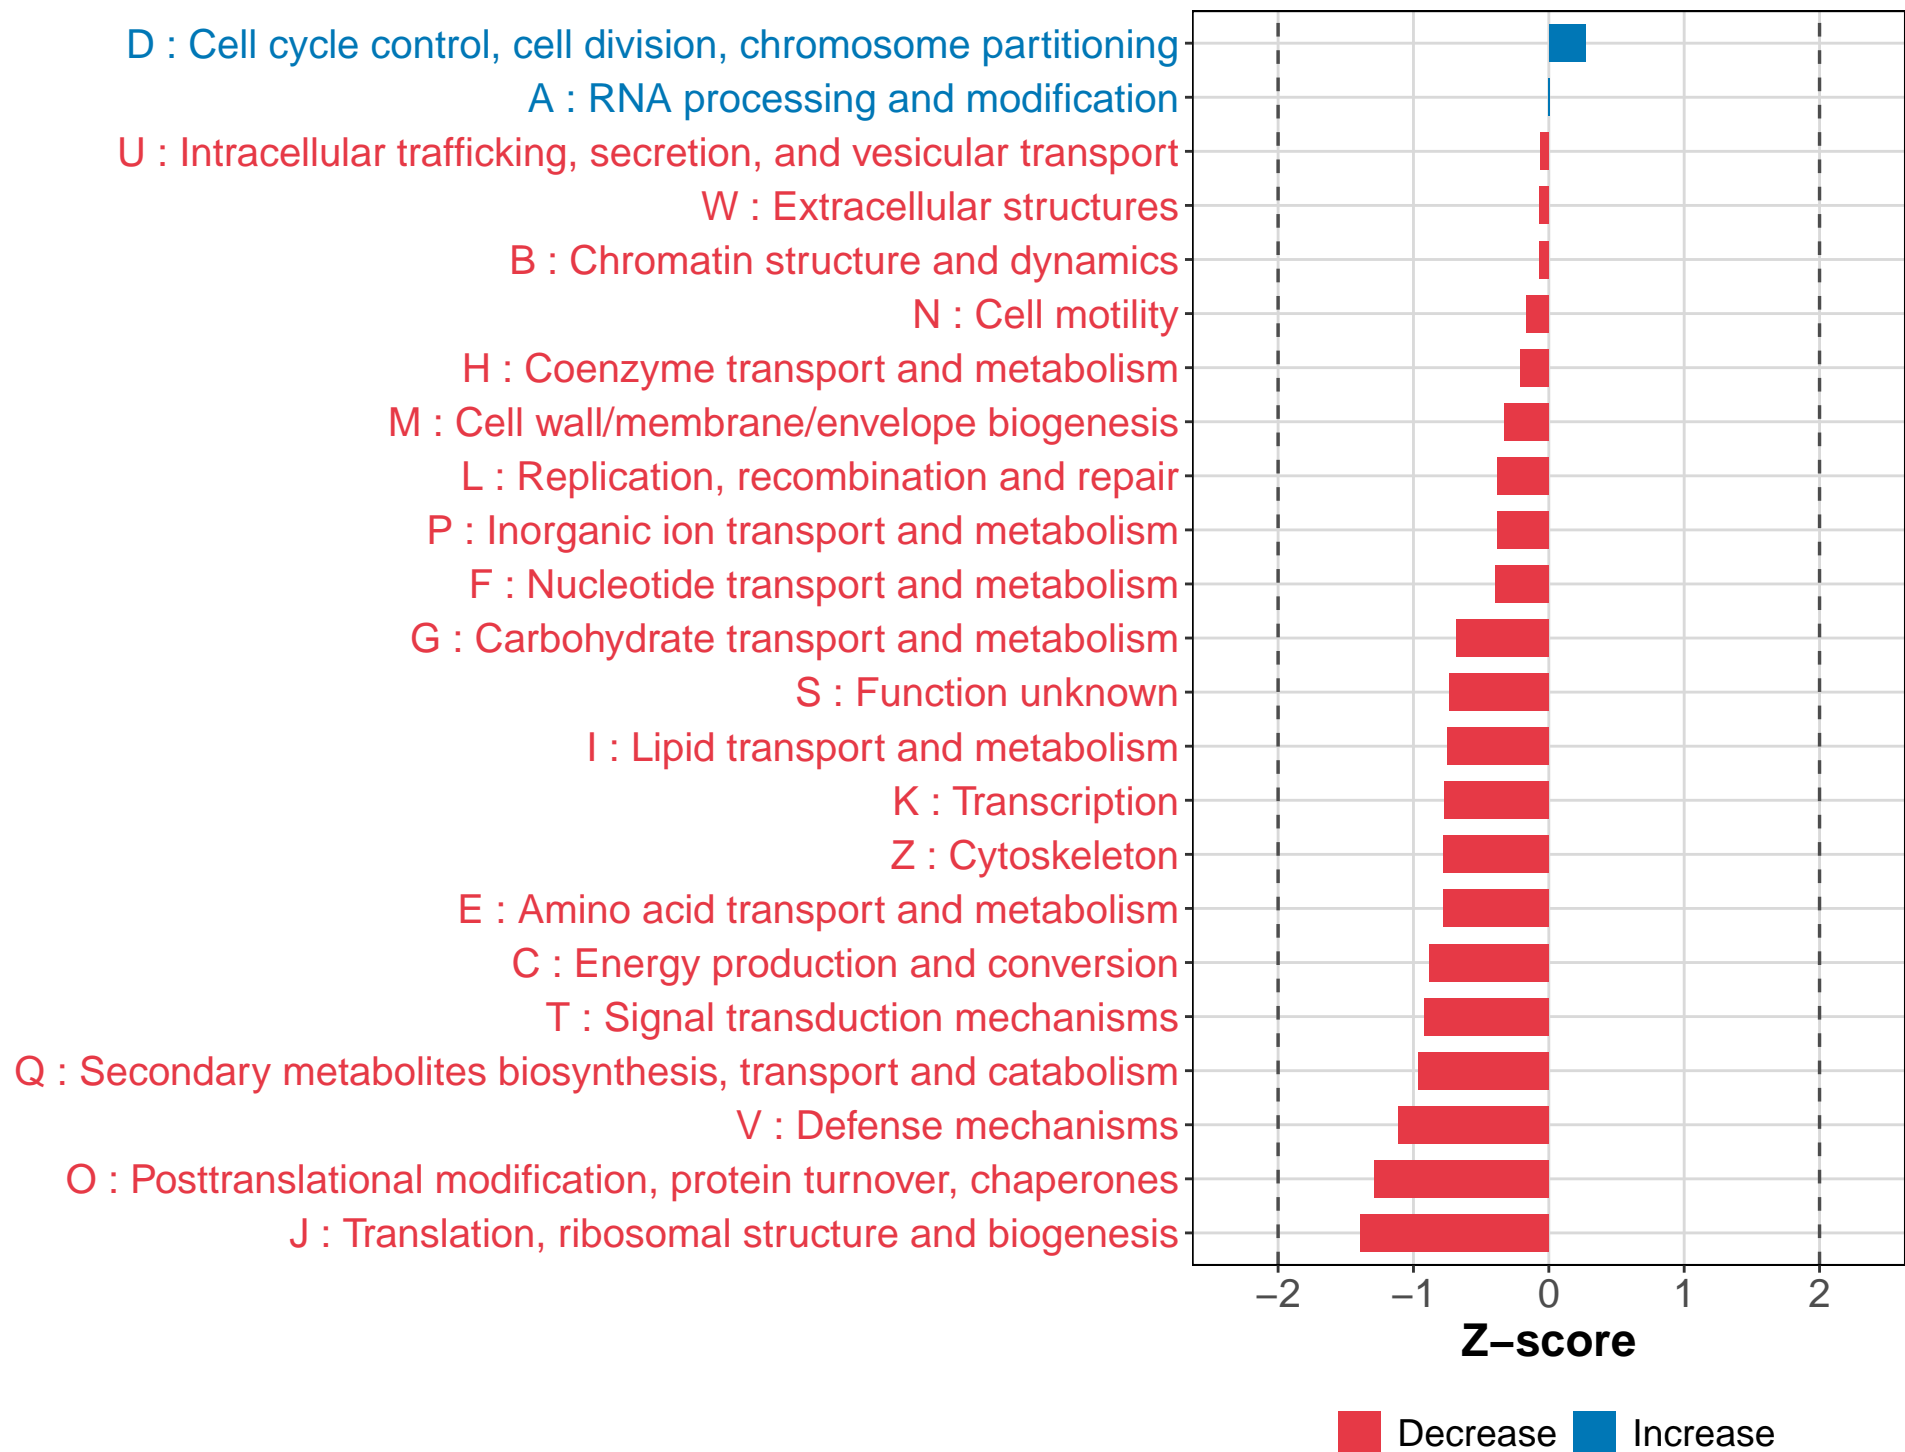 D : Cell cycle control, cell division, chromosome partitioning
A : RNA processing and modification
U : Intracellular trafficking, secretion, and vesicular transport
W : Extracellular structures
B : Chromatin structure and dynamics
N : Cell motility
H : Coenzyme transport and metabolism
M : Cell wall/membrane/envelope biogenesis
L : Replication, recombination and repair
P : Inorganic ion transport and metabolism
F : Nucleotide transport and metabolism
G : Carbohydrate transport and metabolism
S : Function unknown
I : Lipid transport and metabolism
K : Transcription
Z : Cytoskeleton
E : Amino acid transport and metabolism
C : Energy production and conversion
T : Signal transduction mechanisms
Q : Secondary metabolites biosynthesis, transport and catabolism
V : Defense mechanisms
O : Posttranslational modification, protein turnover, chaperones
J : Translation, ribosomal structure and biogenesis
−2 −1 0 1 2
Z−score
Decrease Increase